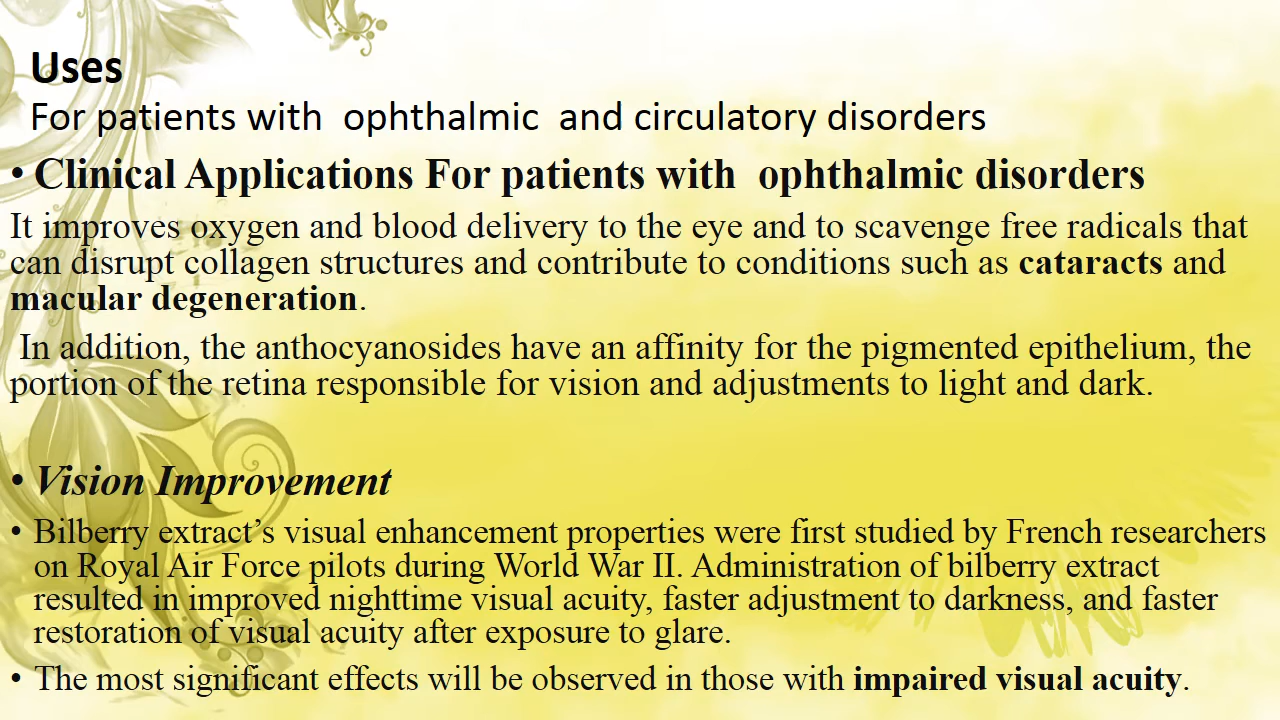 Uses
For patients with  ophthalmic  and circulatory disorders
• Clinical Applications For patients with  ophthalmic disorders
It improves oxygen and blood delivery to the eye and to scavenge free radicals that
can disrupt collagen structures and contribute to conditions such as cataracts and
macular degeneration.
In addition, the anthocyanosides have an affinity for the pigmented epithelium, the
portion of the retina responsible for vision and adjustments to light and dark.
• Vision Improvement
• Bilberry extract’s visual enhancement properties were first studied by French researchers
on Royal Air Force pilots during World War II. Administration of bilberry extract
resulted in improved nighttime visual acuity, faster adjustment to darkness, and faster
restoration of visual acuity after exposure to glare.
• The most significant effects will be observed in those with impaired visual acuity.